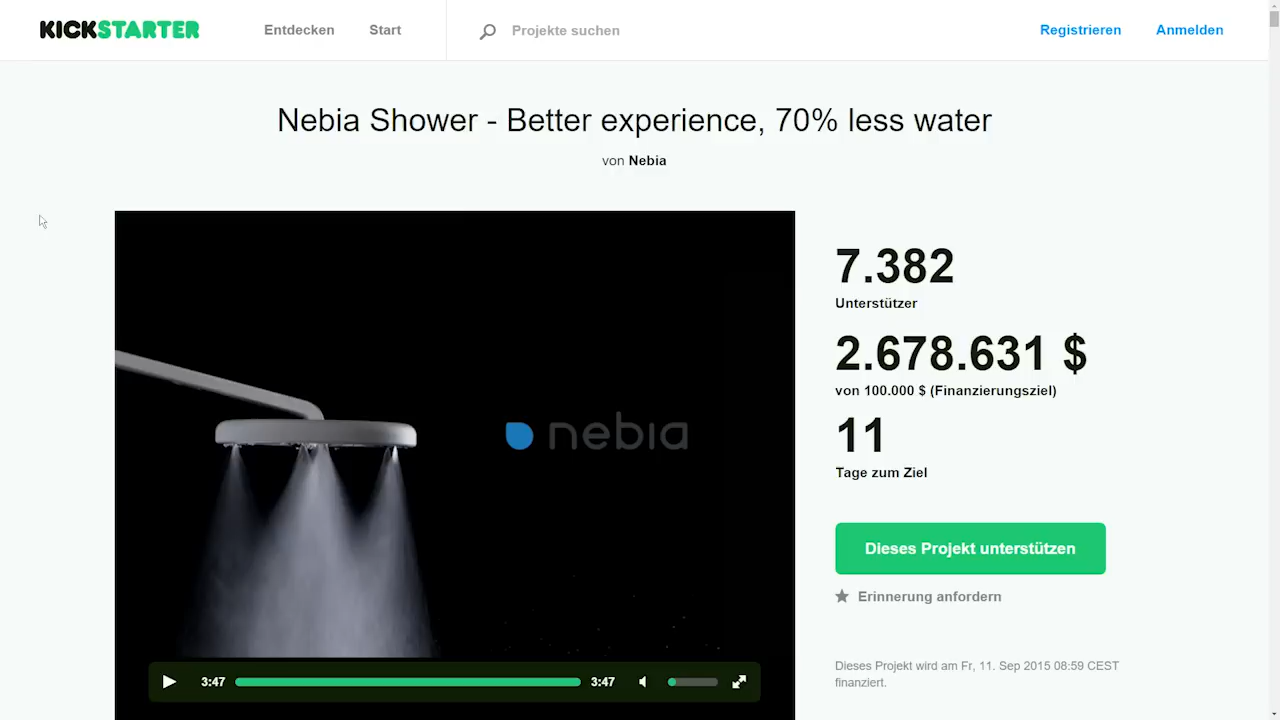 KICKSTARTER
Entdecken
Start
Projekte suchen
Registrieren
Anmelden
Nebia Shower - Better experience, 70% less water
von Nebia
7.382
Unterstützer
2.678.631 $
von 100.000 $ (Finanzierungsziel)
11
Tage zum Ziel
nebia
Dieses Projekt unterstützen
Erinnerung anfordern
Dieses Projekt wird am Fr, 11. Sep 2015 08:59 CEST
finanziert.
3:47
3:47